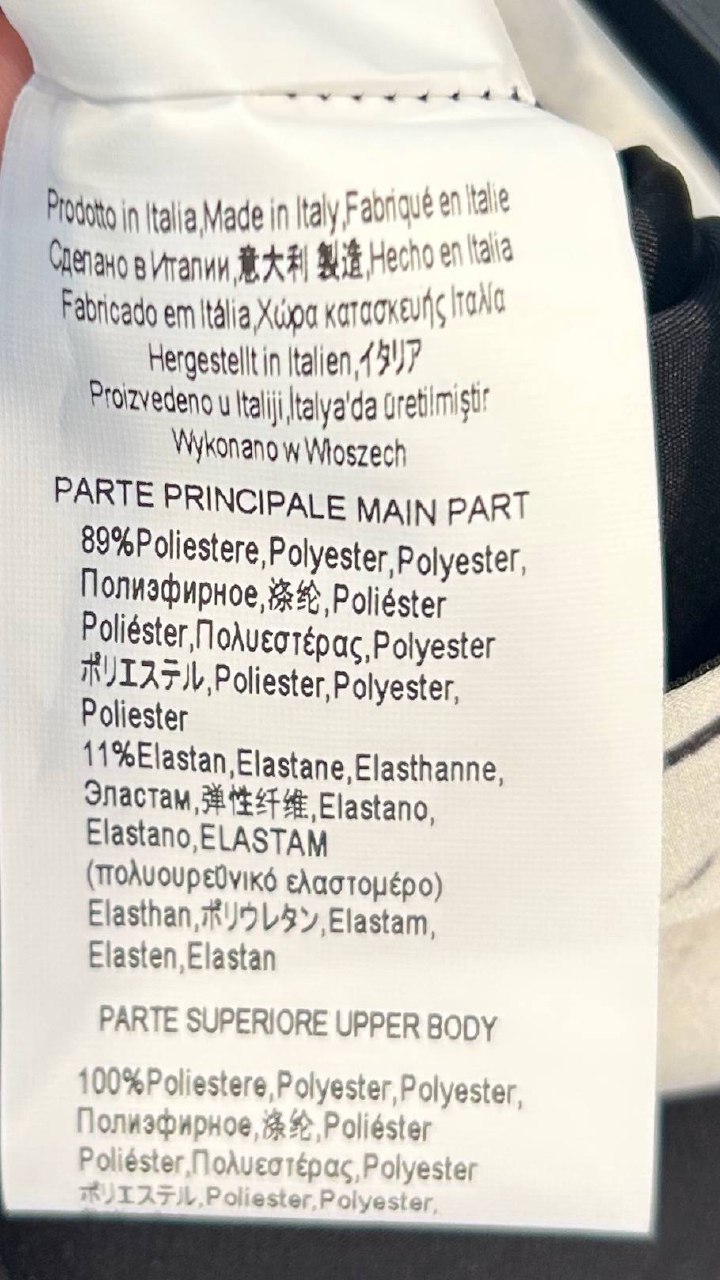 Prodotto in Italia,Made in Italy,Fabriqué en Italie
Сделано в Италии,意大利 製造,Hecho en Italia
Fabricado em Itália,Χώρα κατασκευής Ιταλία
Hergestellt in Italien,イタリア
Proizvedeno u Italiji,İtalya'da üretilmiştir
Wykonano w Włoszech
PARTE PRINCIPALE MAIN PART
89%Poliestere,Polyester,Polyester,
Полиэфирное,涤纶,Poliéster
Poliéster,Πολυεστέρας,Polyester
ポリエステル,Poliester,Polyester,
Poliester
11%Elastan,Elastane,Elasthanne,
Эластам,弹性纤维,Elastano,
Elastano,ELASTAM
(πολυουρεθνικό ελαστομέρο)
Elasthan,ポリウレタン,Elastam,
Elasten,Elastan
PARTE SUPERIORE UPPER BODY
100%Poliestere,Polyester,Polyester,
Полиэфирное,涤纶,Poliéster
Poliéster,Πολυεστέρας,Polyester
ポリエステル,Poliester,Polyester,